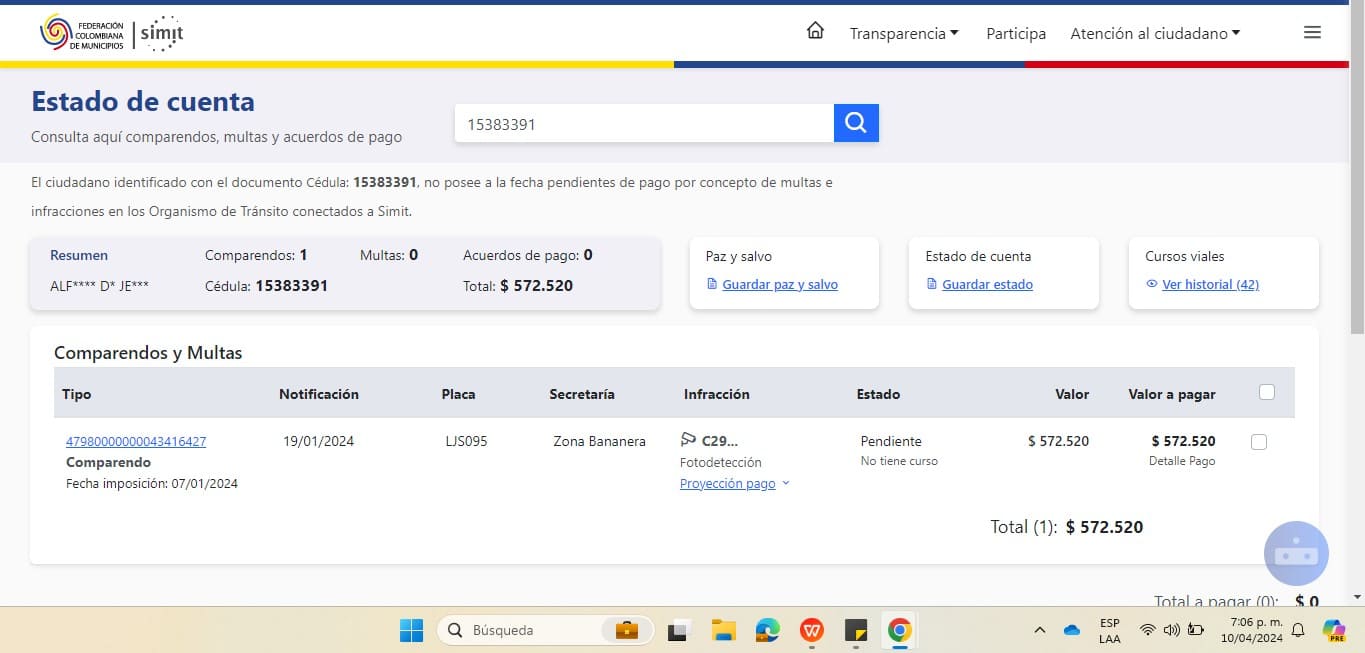 FEDERACIÓN
COLOMBIANA
DE MUNICIPIOS
simit
Transparencia
Participa
Atención al ciudadano
Estado de cuenta
Consulta aquí comparendos, multas y acuerdos de pago
15383391
El ciudadano identificado con el documento Cédula: 15383391, no posee a la fecha pendientes de pago por concepto de multas e
infracciones en los Organismo de Tránsito conectados a Simit.
Resumen Comparendos: 1 Multas: 0 Acuerdos de pago: 0
ALF**** D* JE*** Cédula: 15383391 Total: $ 572.520
Paz y salvo
Guardar paz y salvo
Estado de cuenta
Guardar estado
Cursos viales
Ver historial (42)
Comparendos y Multas
Tipo Notificación Placa Secretaría Infracción Estado Valor Valor a pagar
47980000000043416427 19/01/2024 LJS095 Zona Bananera C29... Pendiente $ 572.520 $ 572.520
Comparendo Fotodetección No tiene curso Detalle Pago
Fecha imposición: 07/01/2024 Proyección pago
Total (1): $ 572.520
Total a pagar (0): $ 0
Búsqueda
ESP
LAA
7:06 p. m.
10/04/2024
PRE